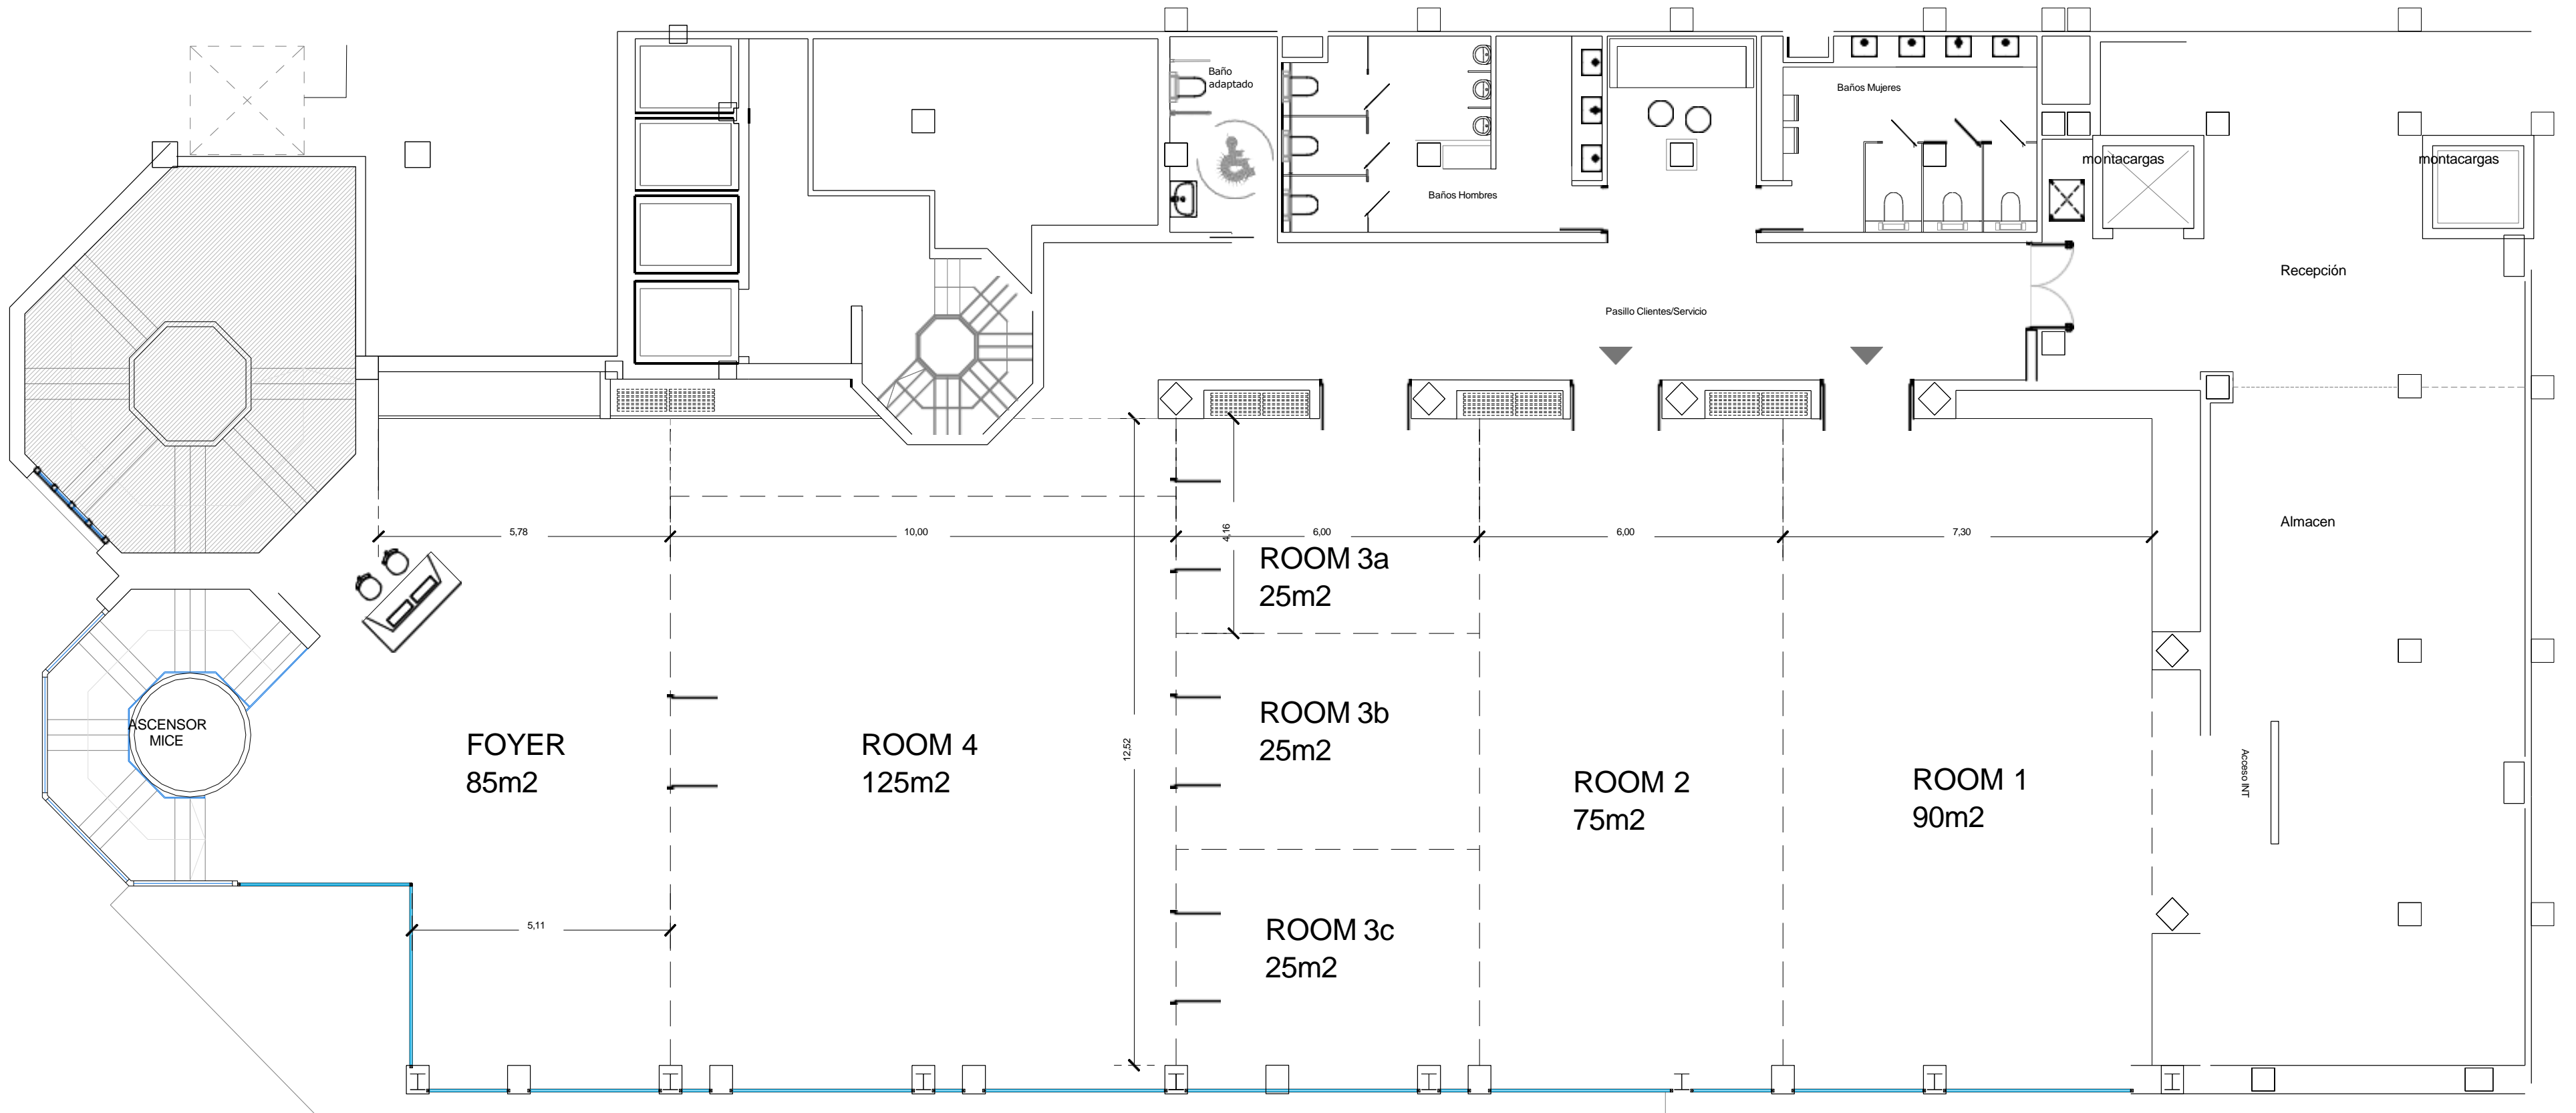 Baño
adaptado
Baños Mujeres
montacargas
montacargas
Baños Hombres
Recepción
Pasillo Clientes/Servicio
5,78
10,00
4,16
6,00
6,00
7,30
Almacen
ROOM 3a
25m2
ROOM 3b
25m2
ASCENSOR
MICE
FOYER
85m2
ROOM 4
125m2
12,52
ROOM 2
75m2
ROOM 1
90m2
Acceso INT
5,11
ROOM 3c
25m2